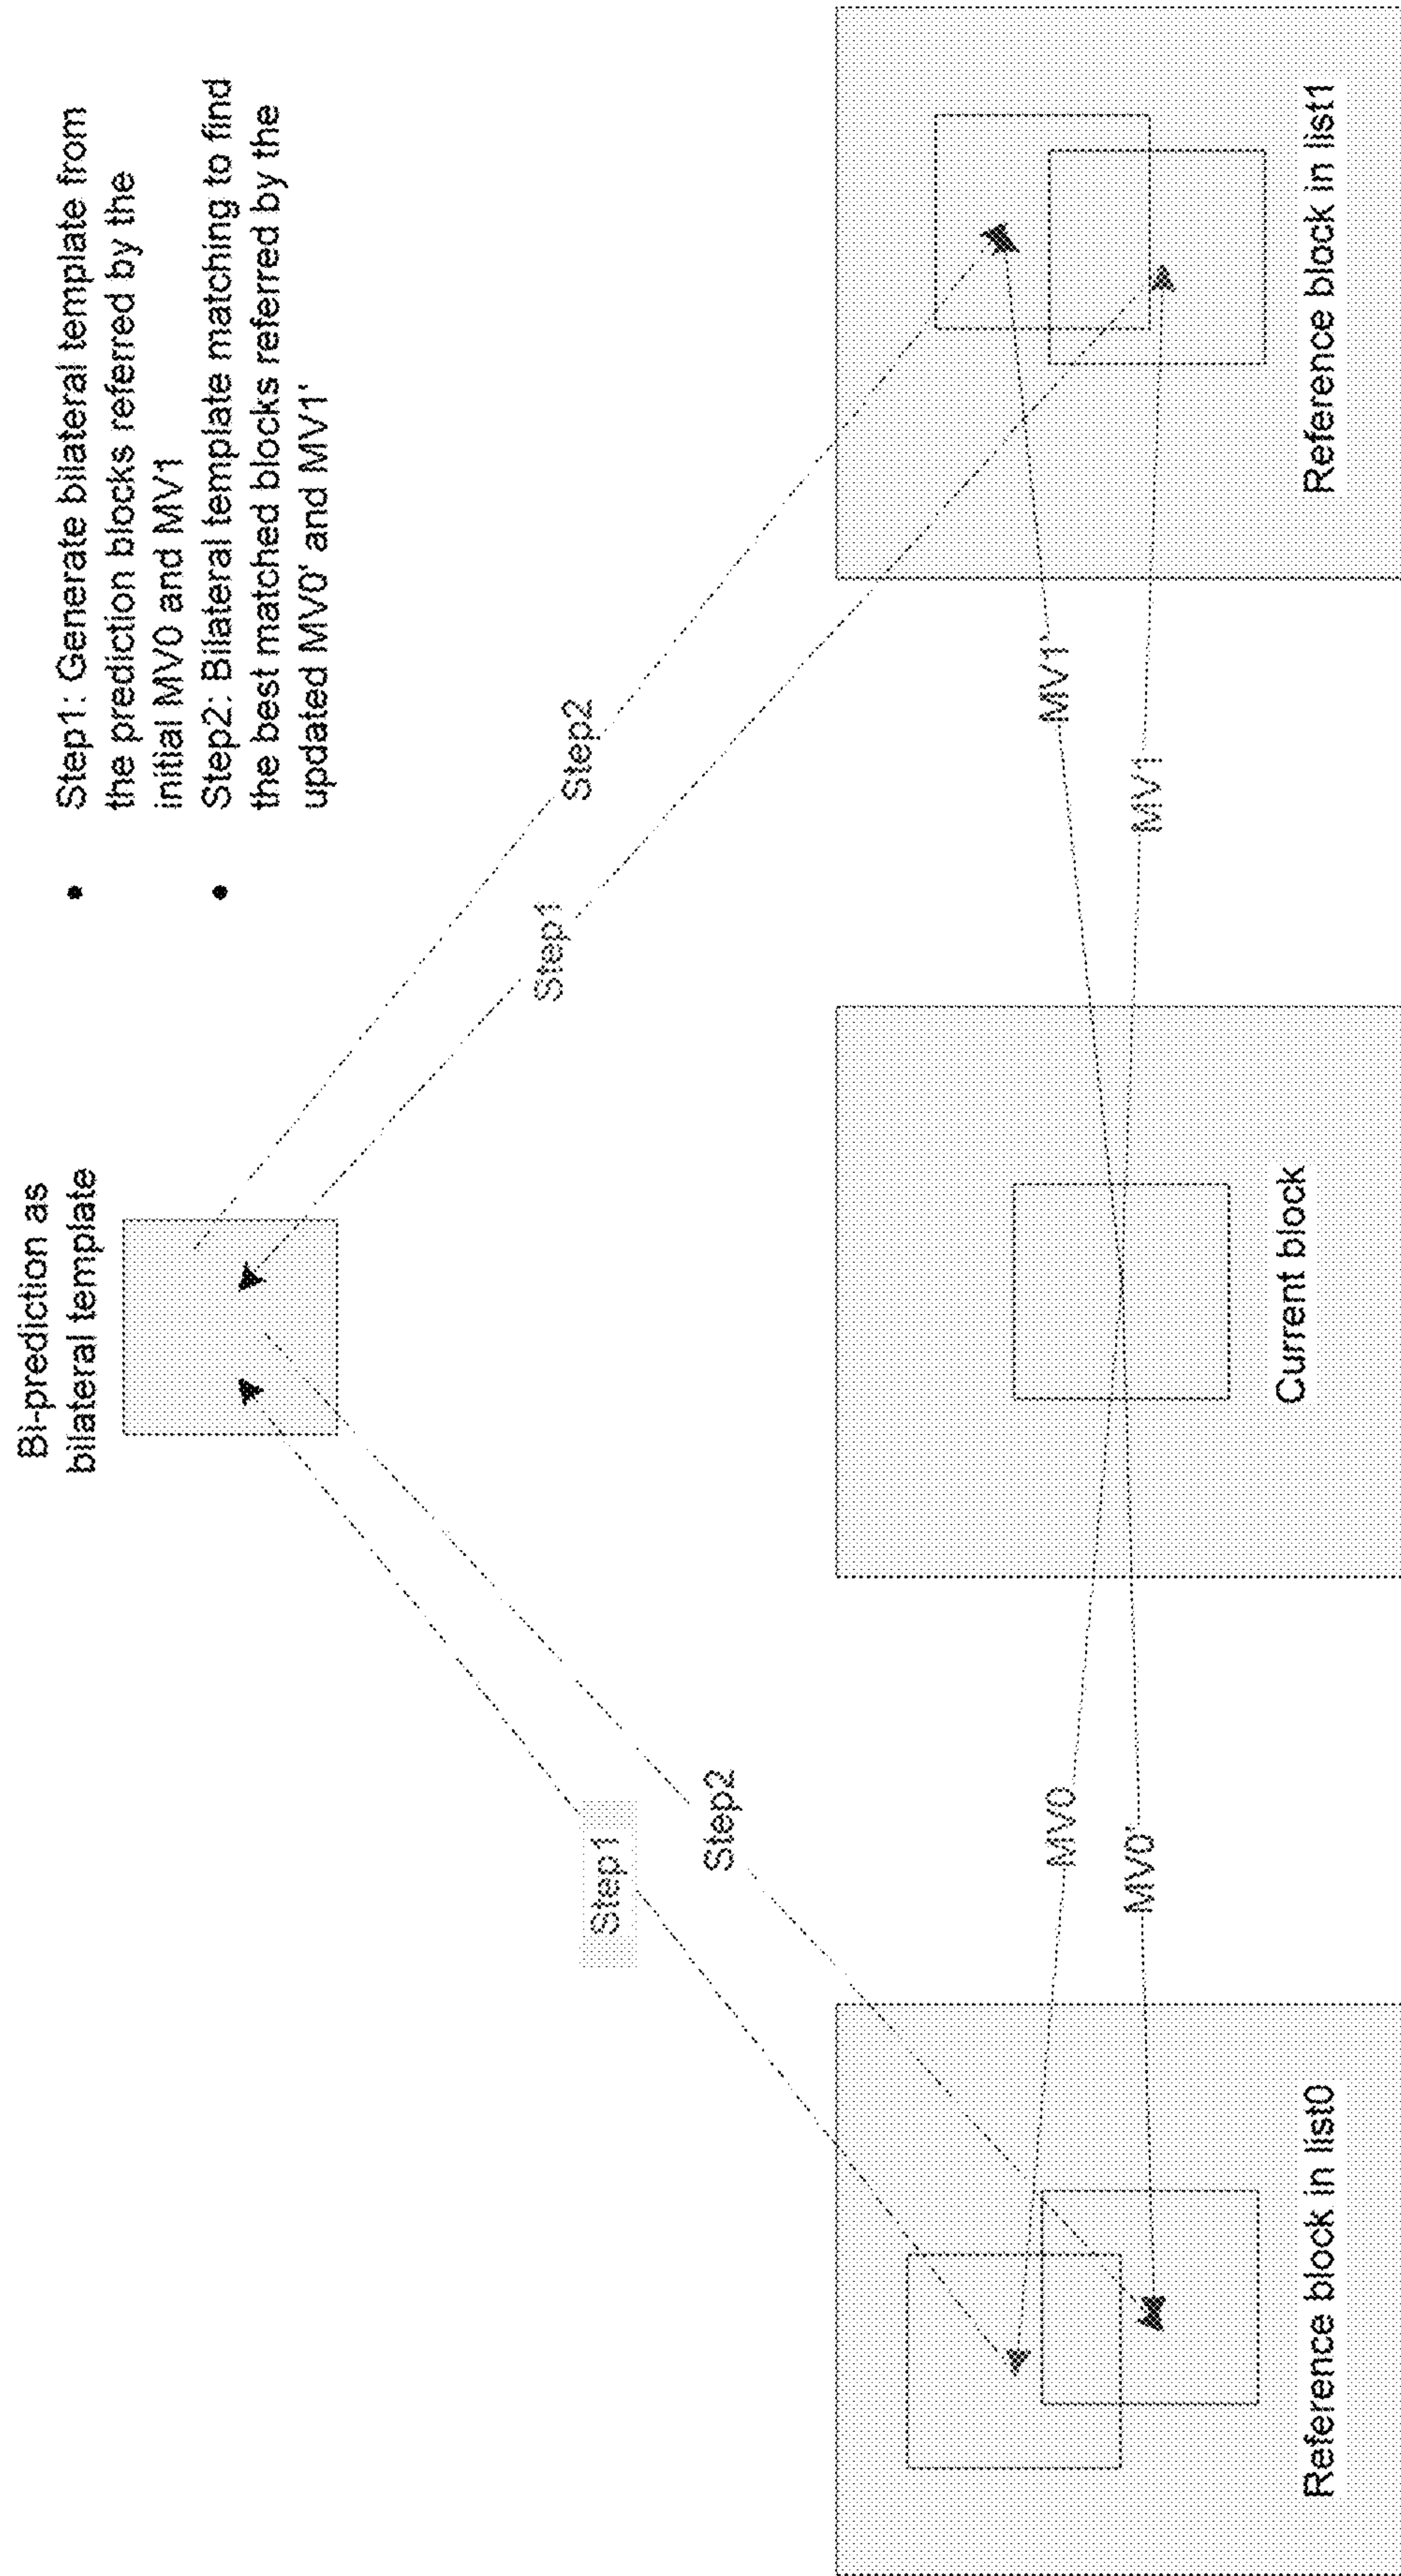 Bi-prediction as
bilateral template
• Step1: Generate bilateral template from
the prediction blocks referred by the
initial MV0 and MV1
• Step2: Bilateral template matching to find
the best matched blocks referred by the
updated MV0' and MV1'
Step1
Step2
Step1
Step2
MV0
MV0'
MV1'
MV1
Reference block in list0
Current block
Reference block in list1